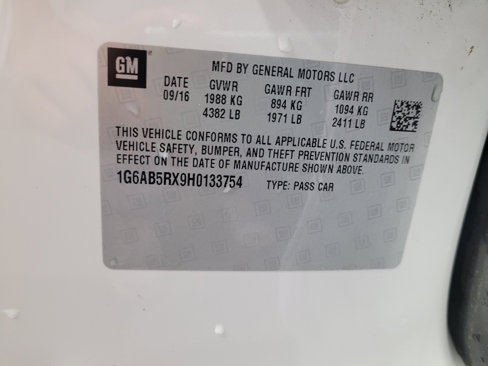 GM
MFD BY GENERAL MOTORS LLC
DATE GVWR GAWR FRT GAWR RR
09/16 1988 KG 894 KG 1094 KG
4382 LB 1971 LB 2411 LB
THIS VEHICLE CONFORMS TO ALL APPLICABLE U.S. FEDERAL MOTOR
VEHICLE SAFETY, BUMPER, AND THEFT PREVENTION STANDARDS IN
EFFECT ON THE DATE OF MANUFACTURE SHOWN ABOVE.
1G6AB5RX9H0133754 TYPE: PASS CAR